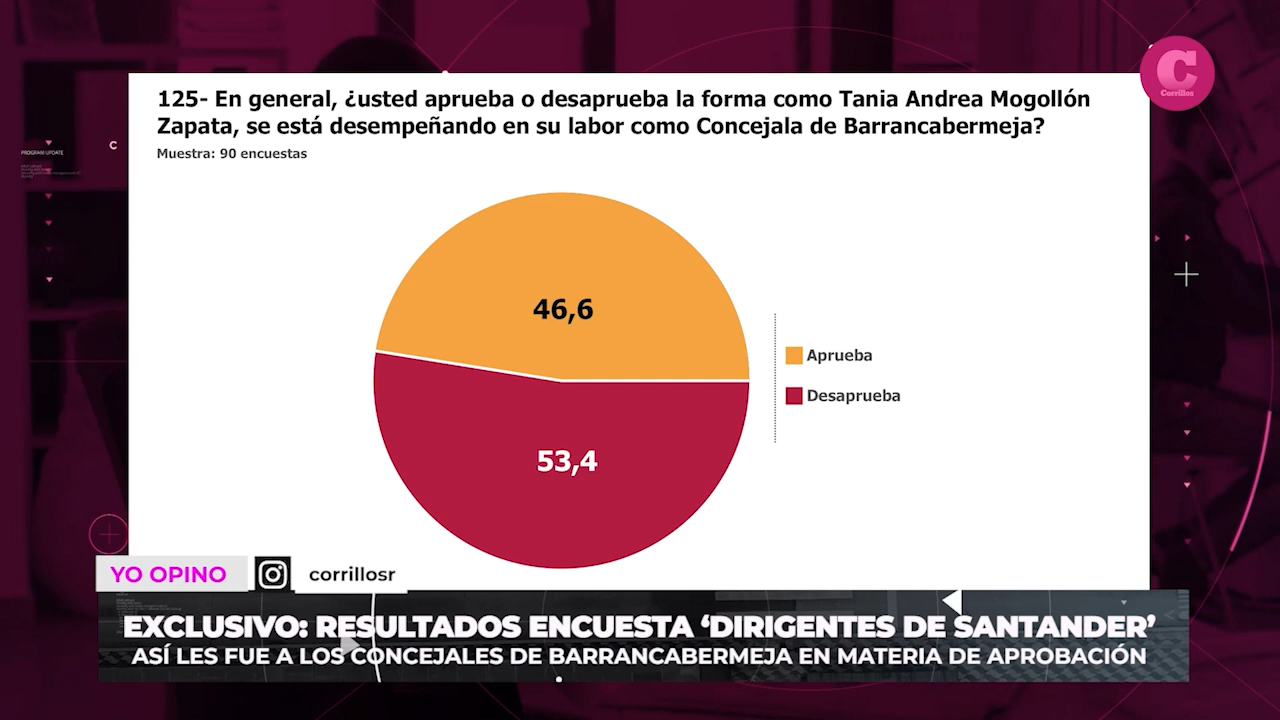 C
Corrillos
125- En general, ¿usted aprueba o desaprueba la forma como Tania Andrea Mogollón
Zapata, se está desempeñando en su labor como Concejala de Barrancabermeja?
Muestra: 90 encuestas
PROGRAM UPDATE
C
46,6
53,4
Aprueba
Desaprueba
YO OPINO
corrillosr
EXCLUSIVO: RESULTADOS ENCUESTA ‘DIRIGENTES DE SANTANDER’
ASÍ LES FUE A LOS CONCEJALES DE BARRANCABERMEJA EN MATERIA DE APROBACIÓN